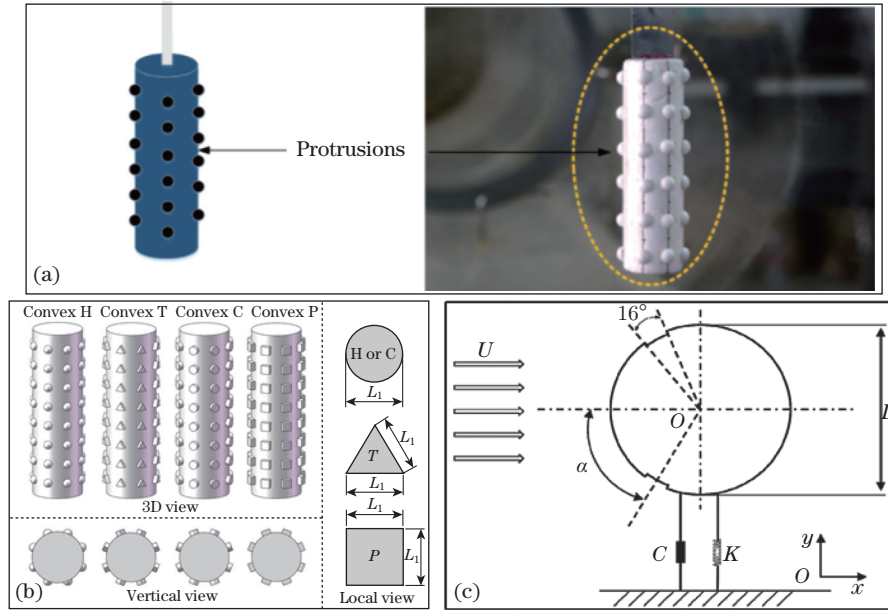 Protrusions
(a)
Convex H Convex T Convex C Convex P
3D view
Vertical view
(b)
H or C
L₁
T
L₁
L₁
L₁
P
L₁
Local view
16°
U
O
α
D
C
K
y
O
x
(c)